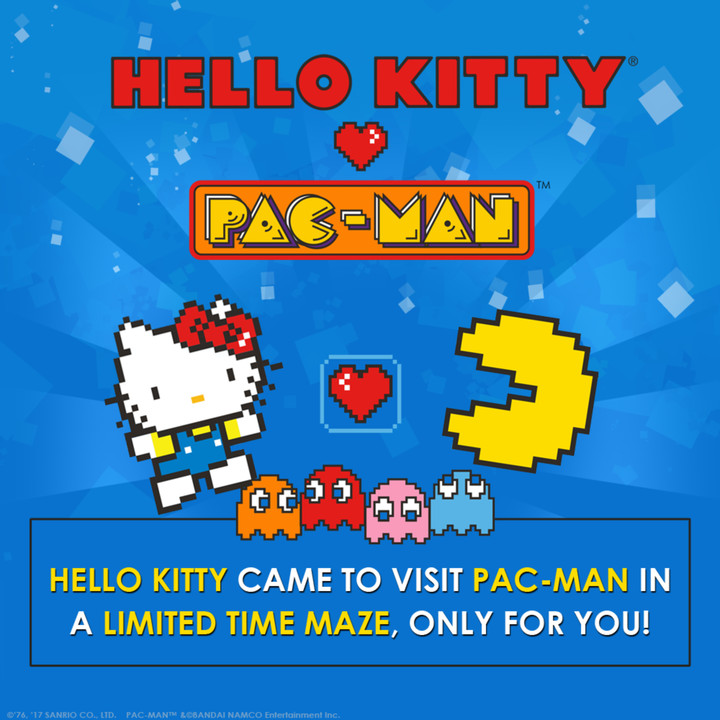 HELLO KITTY®
PAC-MAN™
HELLO KITTY CAME TO VISIT PAC-MAN IN
A LIMITED TIME MAZE, ONLY FOR YOU!
©'76, '17 SANRIO CO., LTD. PAC-MAN™ &©BANDAI NAMCO Entertainment Inc.